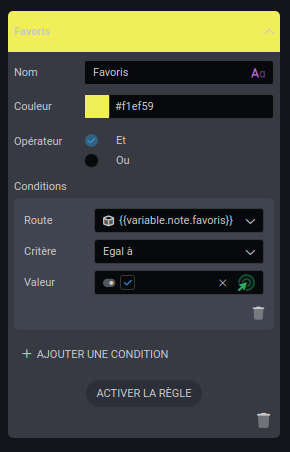 Favoris
Nom Favoris Aa
Couleur #f1ef59
Opérateur Et
Ou
Conditions
Route {{variable.note.favoris}}
Critère Egal à
Valeur
+ AJOUTER UNE CONDITION
ACTIVER LA RÈGLE